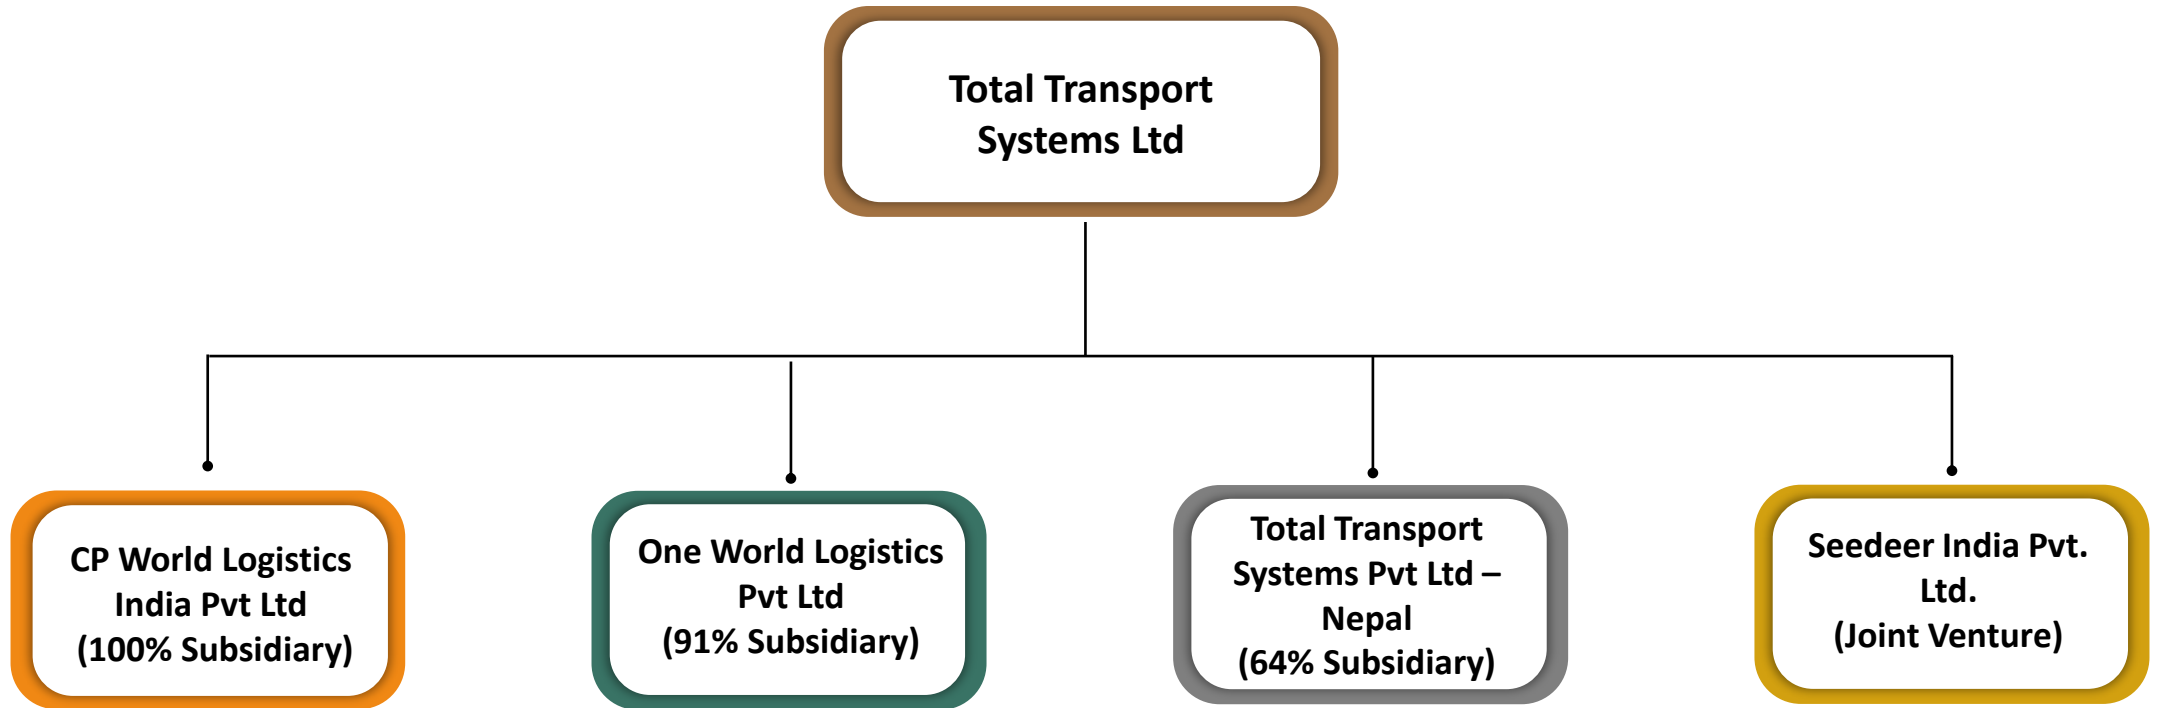 Total Transport
Systems Ltd
CP World Logistics
India Pvt Ltd
(100% Subsidiary)
One World Logistics
Pvt Ltd
(91% Subsidiary)
Total Transport
Systems Pvt Ltd –
Nepal
(64% Subsidiary)
Seedeer India Pvt.
Ltd.
(Joint Venture)